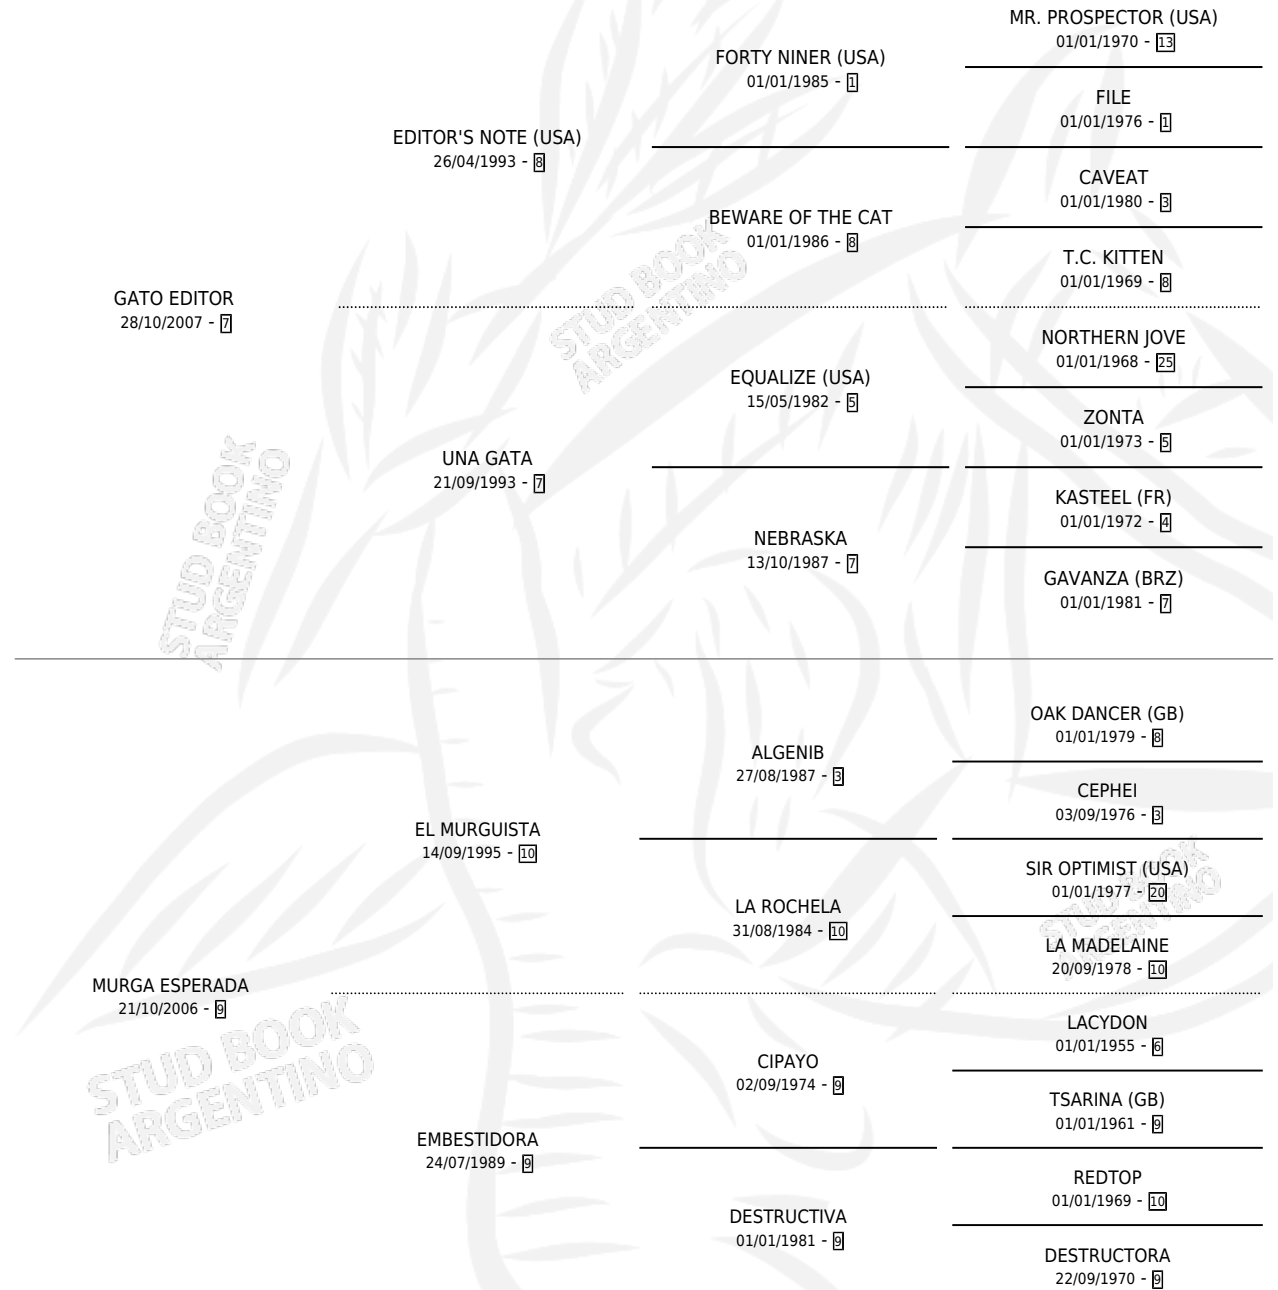 MR. PROSPECTOR (USA)
01/01/1970 - 13
FORTY NINER (USA)
01/01/1985 - 1
FILE
01/01/1976 - 1
EDITOR'S NOTE (USA)
26/04/1993 - 8
CAVEAT
01/01/1980 - 3
BEWARE OF THE CAT
01/01/1986 - 8
T.C. KITTEN
01/01/1969 - 8
GATO EDITOR
28/10/2007 - 7
NORTHERN JOVE
01/01/1968 - 25
EQUALIZE (USA)
15/05/1982 - 5
ZONTA
01/01/1973 - 5
UNA GATA
21/09/1993 - 7
KASTEEL (FR)
01/01/1972 - 4
NEBRASKA
13/10/1987 - 7
GAVANZA (BRZ)
01/01/1981 - 7
STUD BOOK
ARGENTINO
STUD BOOK
ARGENTINO
OAK DANCER (GB)
01/01/1979 - 8
ALGENIB
27/08/1987 - 3
CEPHEI
03/09/1976 - 3
EL MURGUISTA
14/09/1995 - 10
SIR OPTIMIST (USA)
01/01/1977 - 20
LA ROCHELA
31/08/1984 - 10
LA MADELAINE
20/09/1978 - 10
MURGA ESPERADA
21/10/2006 - 9
LACYDON
01/01/1955 - 6
CIPAYO
02/09/1974 - 9
TSARINA (GB)
01/01/1961 - 9
EMBESTIDORA
24/07/1989 - 9
REDTOP
01/01/1969 - 10
DESTRUCTIVA
01/01/1981 - 9
DESTRUCTORA
22/09/1970 - 9
STUD BOOK
ARGENTINO
STUD BOOK
ARGENTINO